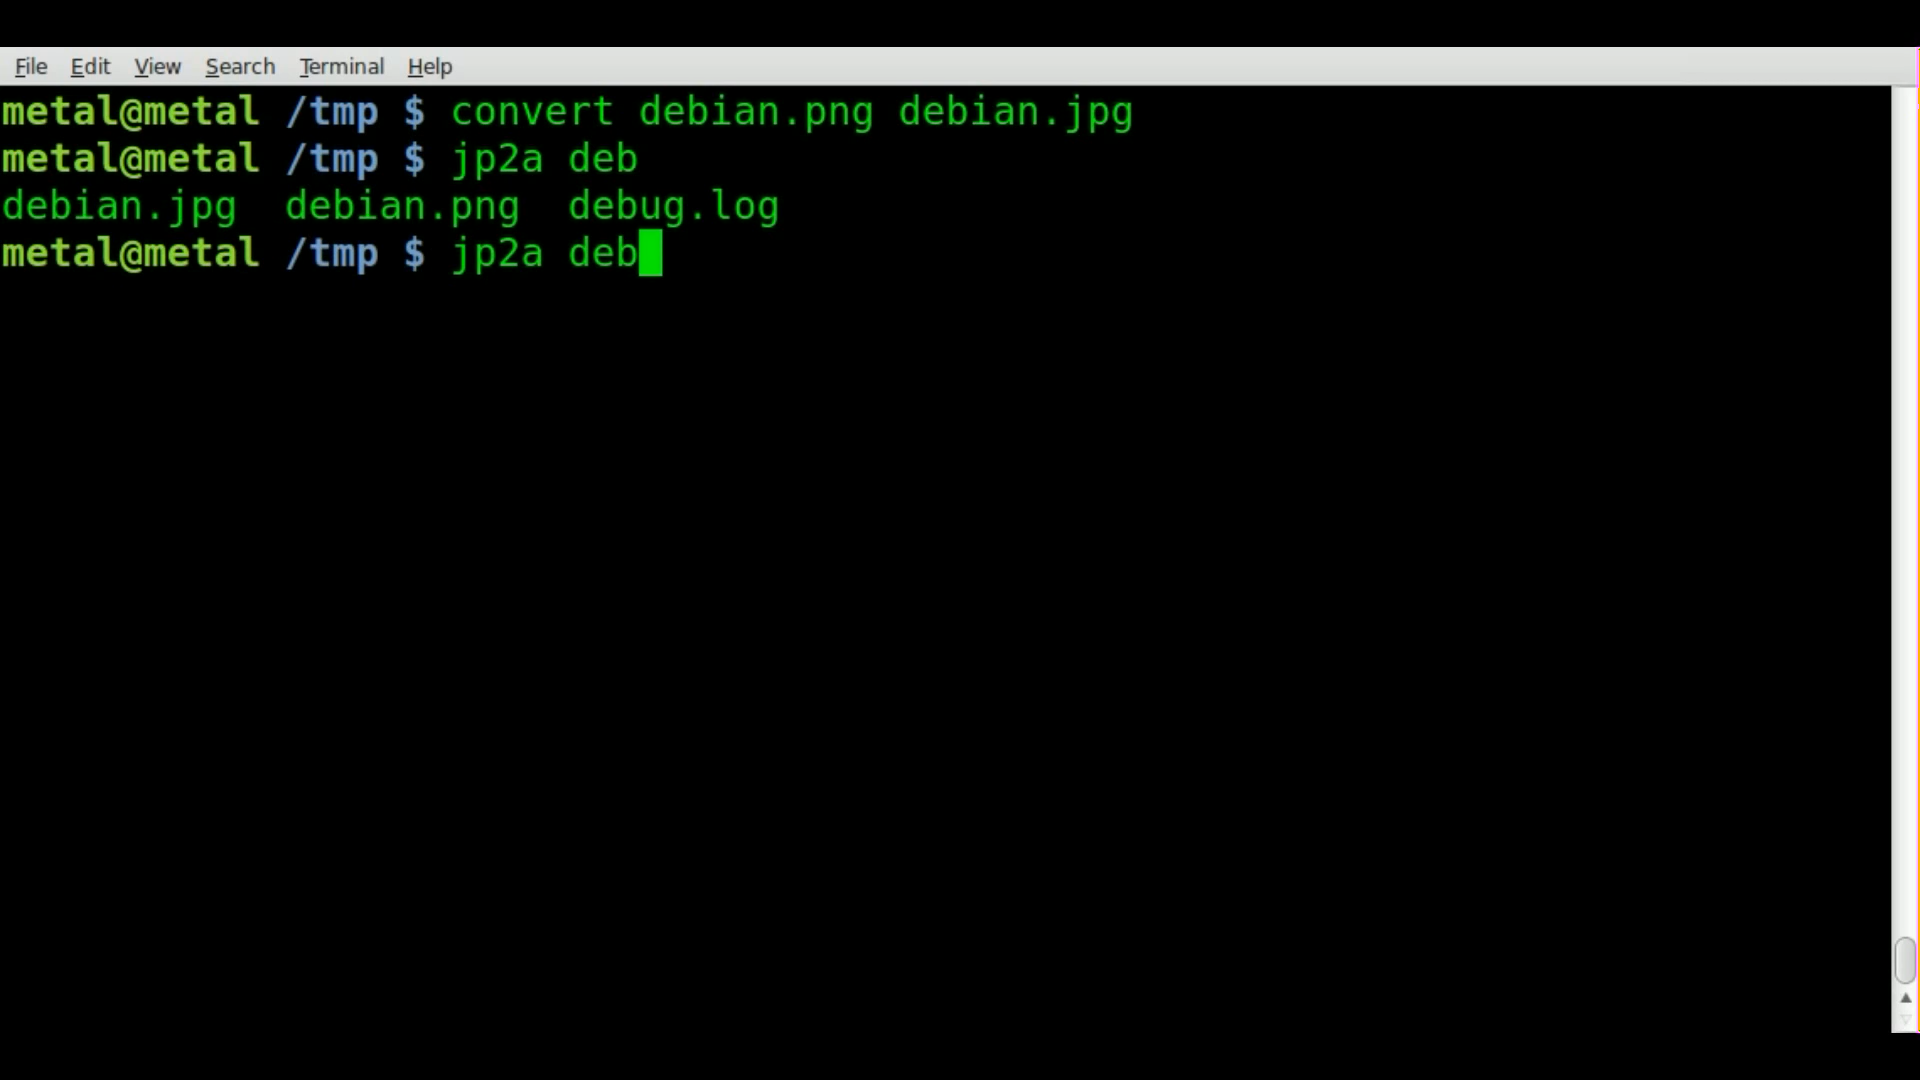 File Edit View Search Terminal Help
metal@metal /tmp $ convert debian.png debian.jpg
metal@metal /tmp $ jp2a deb
debian.jpg  debian.png  debug.log
metal@metal /tmp $ jp2a deb